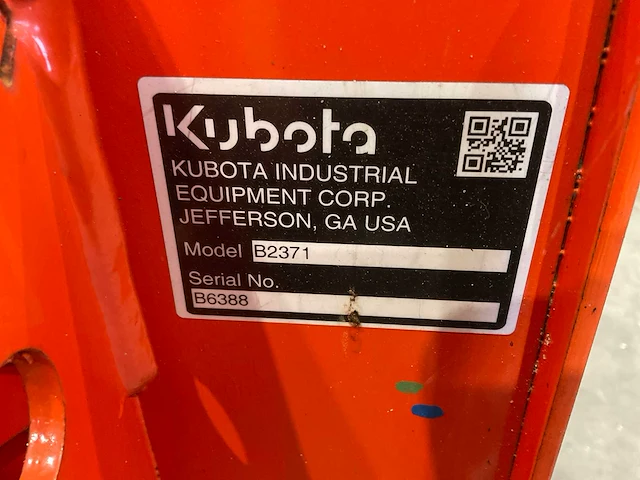 Kubota
KUBOTA INDUSTRIAL
EQUIPMENT CORP.
JEFFERSON, GA USA
Model B2371
Serial No.
B6388